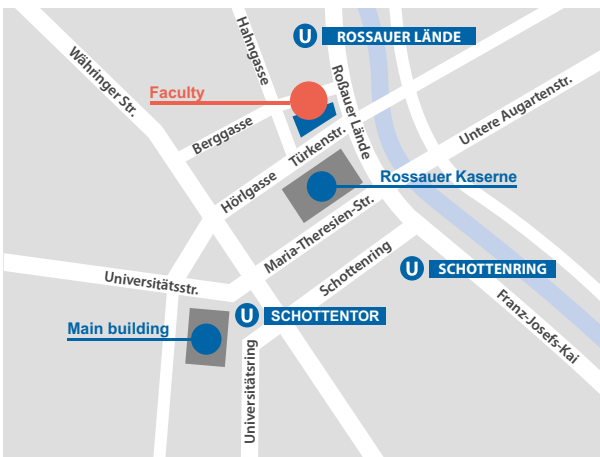 U ROSSAUER LÄNDE
Hahngasse
Währinger Str.
Faculty
Roßauer Lände
Berggasse
Türkenstr.
Untere Augartenstr.
Hörlgasse
Rossauer Kaserne
Maria-Theresien-Str.
Schottenring
U SCHOTTENRING
Universitätsstr.
U SCHOTTENTOR
Main building
Franz-Josefs-Kai
Universitätsring